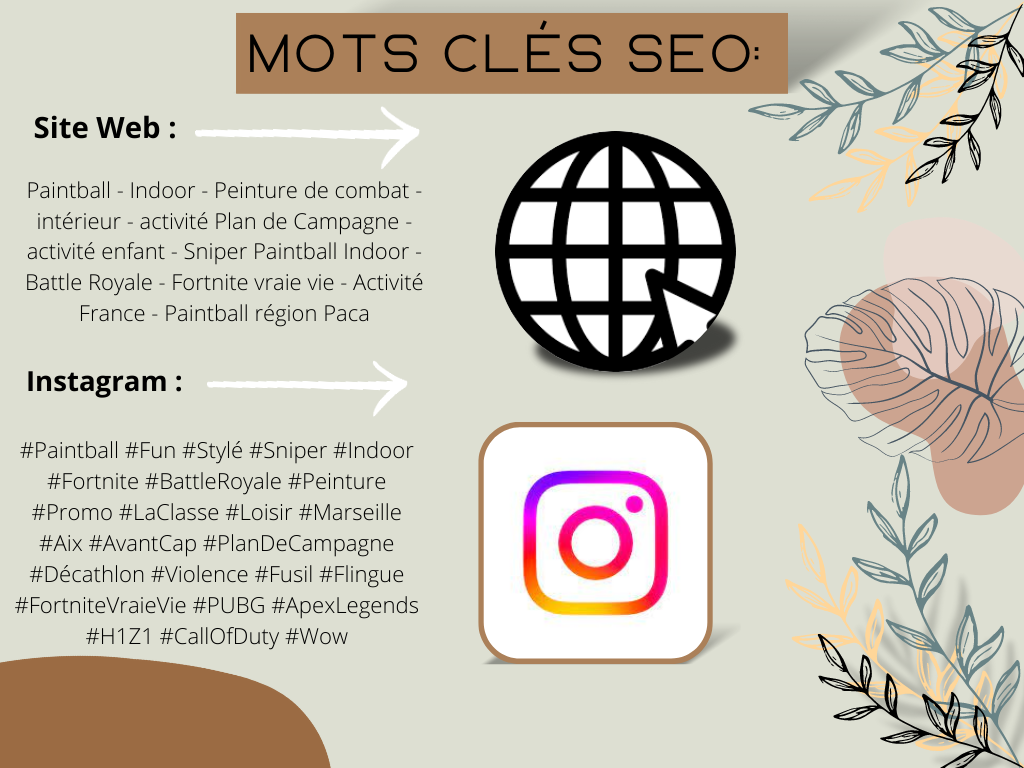 MOTS CLÉS SEO:
Site Web :
Paintball - Indoor - Peinture de combat -
intérieur - activité Plan de Campagne -
activité enfant - Sniper Paintball Indoor -
Battle Royale - Fortnite vraie vie - Activité
France - Paintball région Paca
Instagram :
#Paintball #Fun #Stylé #Sniper #Indoor
#Fortnite #BattleRoyale #Peinture
#Promo #LaClasse #Loisir #Marseille
#Aix #AvantCap #PlanDeCampagne
#Décathlon #Violence #Fusil #Flingue
#FortniteVraieVie #PUBG #ApexLegends
#H1Z1 #CallOfDuty #Wow